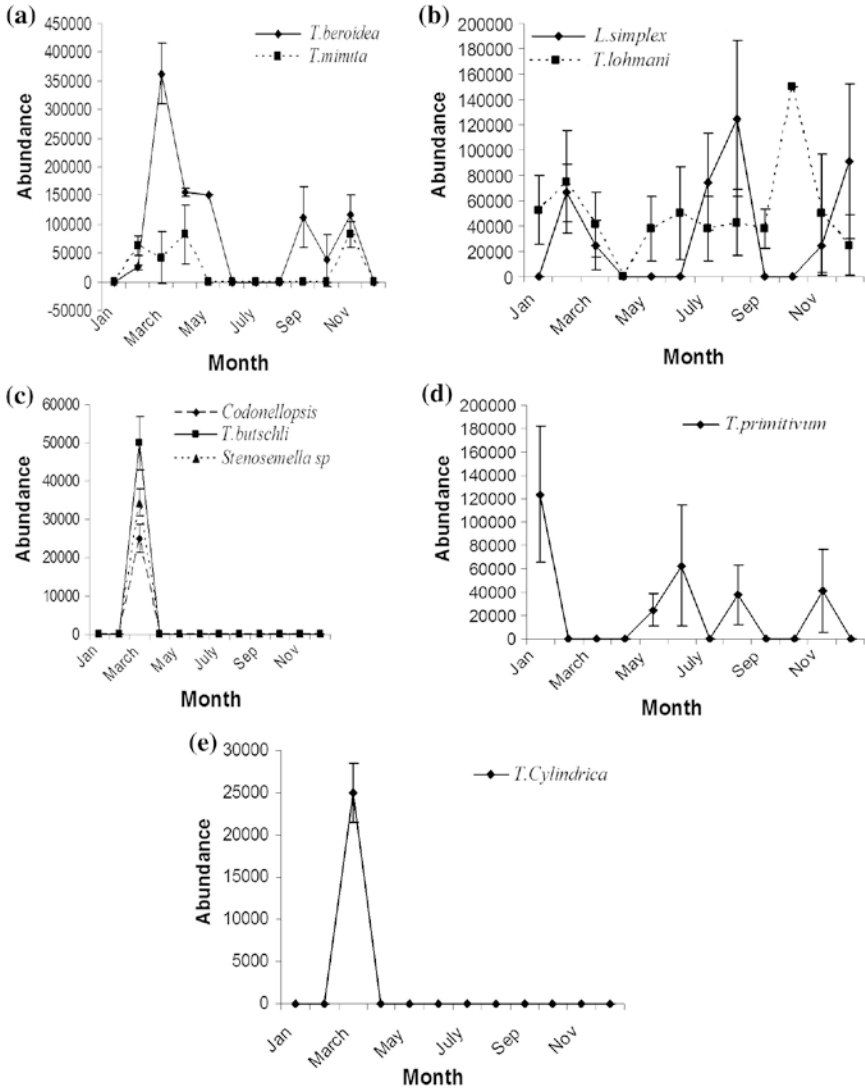 (a)
T.beroidea
T.minuta
Abundance
450000
400000
350000
300000
250000
200000
150000
100000
50000
0
-50000
Jan
March
May
July
Sep
Nov
Month
(b)
L.simplex
T.lohmani
Abundance
200000
180000
160000
140000
120000
100000
80000
60000
40000
20000
0
Jan
March
May
July
Sep
Nov
Month
(c)
Codonellopsis
T.butschli
Stenosemella sp
Abundance
60000
50000
40000
30000
20000
10000
0
Jan
March
May
July
Sep
Nov
Month
(d)
T.primitivum
Abundance
200000
180000
160000
140000
120000
100000
80000
60000
40000
20000
0
Jan
March
May
July
Sep
Nov
Month
(e)
T.Cylindrica
Abundance
30000
25000
20000
15000
10000
5000
0
Jan
March
May
July
Sep
Nov
Month